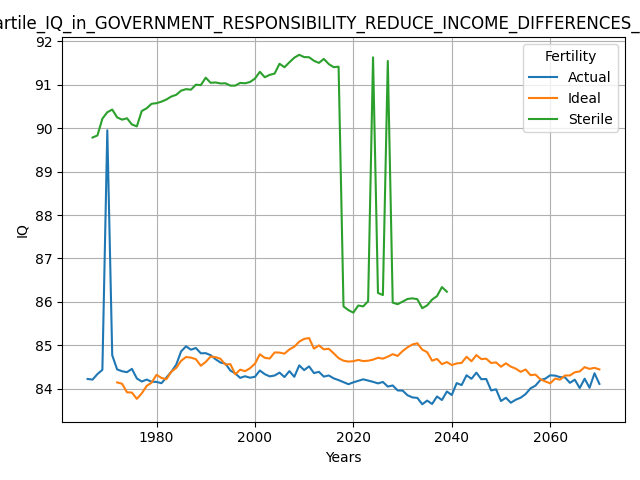 artile_IQ_in_GOVERNMENT_RESPONSIBILITY_REDUCE_INCOME_DIFFERENCES_
92
91
90
89
88
87
86
85
84
IQ
Fertility
Actual
Ideal
Sterile
1980
2000
2020
2040
2060
Years